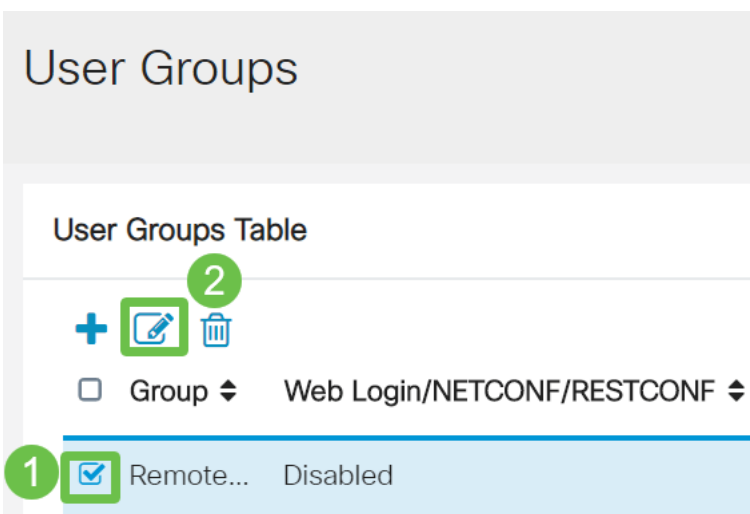 User Groups
User Groups Table
2
Group Web Login/NETCONF/RESTCONF
1 Remote... Disabled